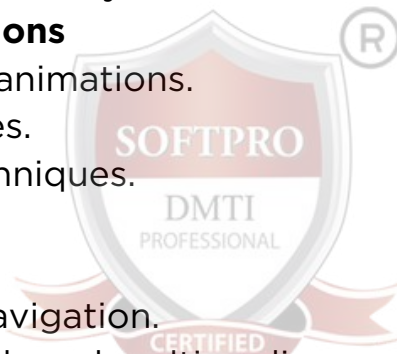 ons
animations.
es.
hniques.
avigation.
R
SOFTPRO
DMTI
PROFESSIONAL
CERTIFIED